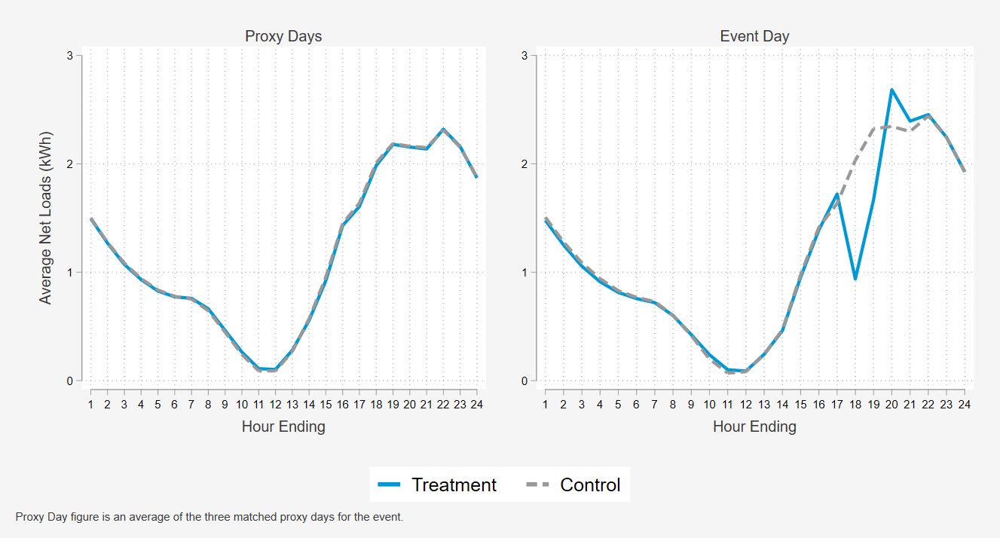 Proxy Days
Event Day
Average Net Loads (kWh)
3
2
1
0
1 2 3 4 5 6 7 8 9 10 11 12 13 14 15 16 17 18 19 20 21 22 23 24
Hour Ending
3
2
1
0
1 2 3 4 5 6 7 8 9 10 11 12 13 14 15 16 17 18 19 20 21 22 23 24
Hour Ending
Treatment Control
Proxy Day figure is an average of the three matched proxy days for the event.